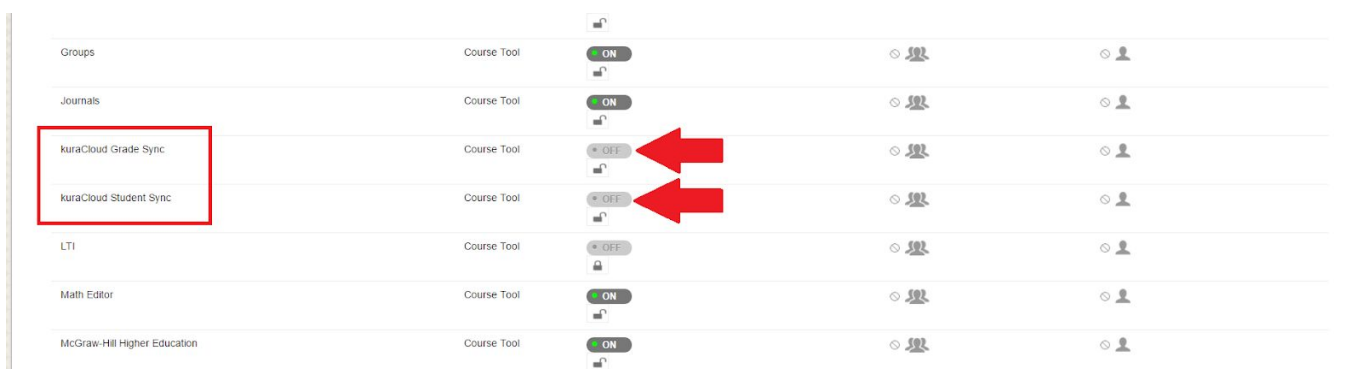 Groups Course Tool ON
Journals Course Tool ON
kuraCloud Grade Sync Course Tool OFF
kuraCloud Student Sync Course Tool OFF
LTI Course Tool OFF
Math Editor Course Tool ON
McGraw-Hill Higher Education Course Tool ON